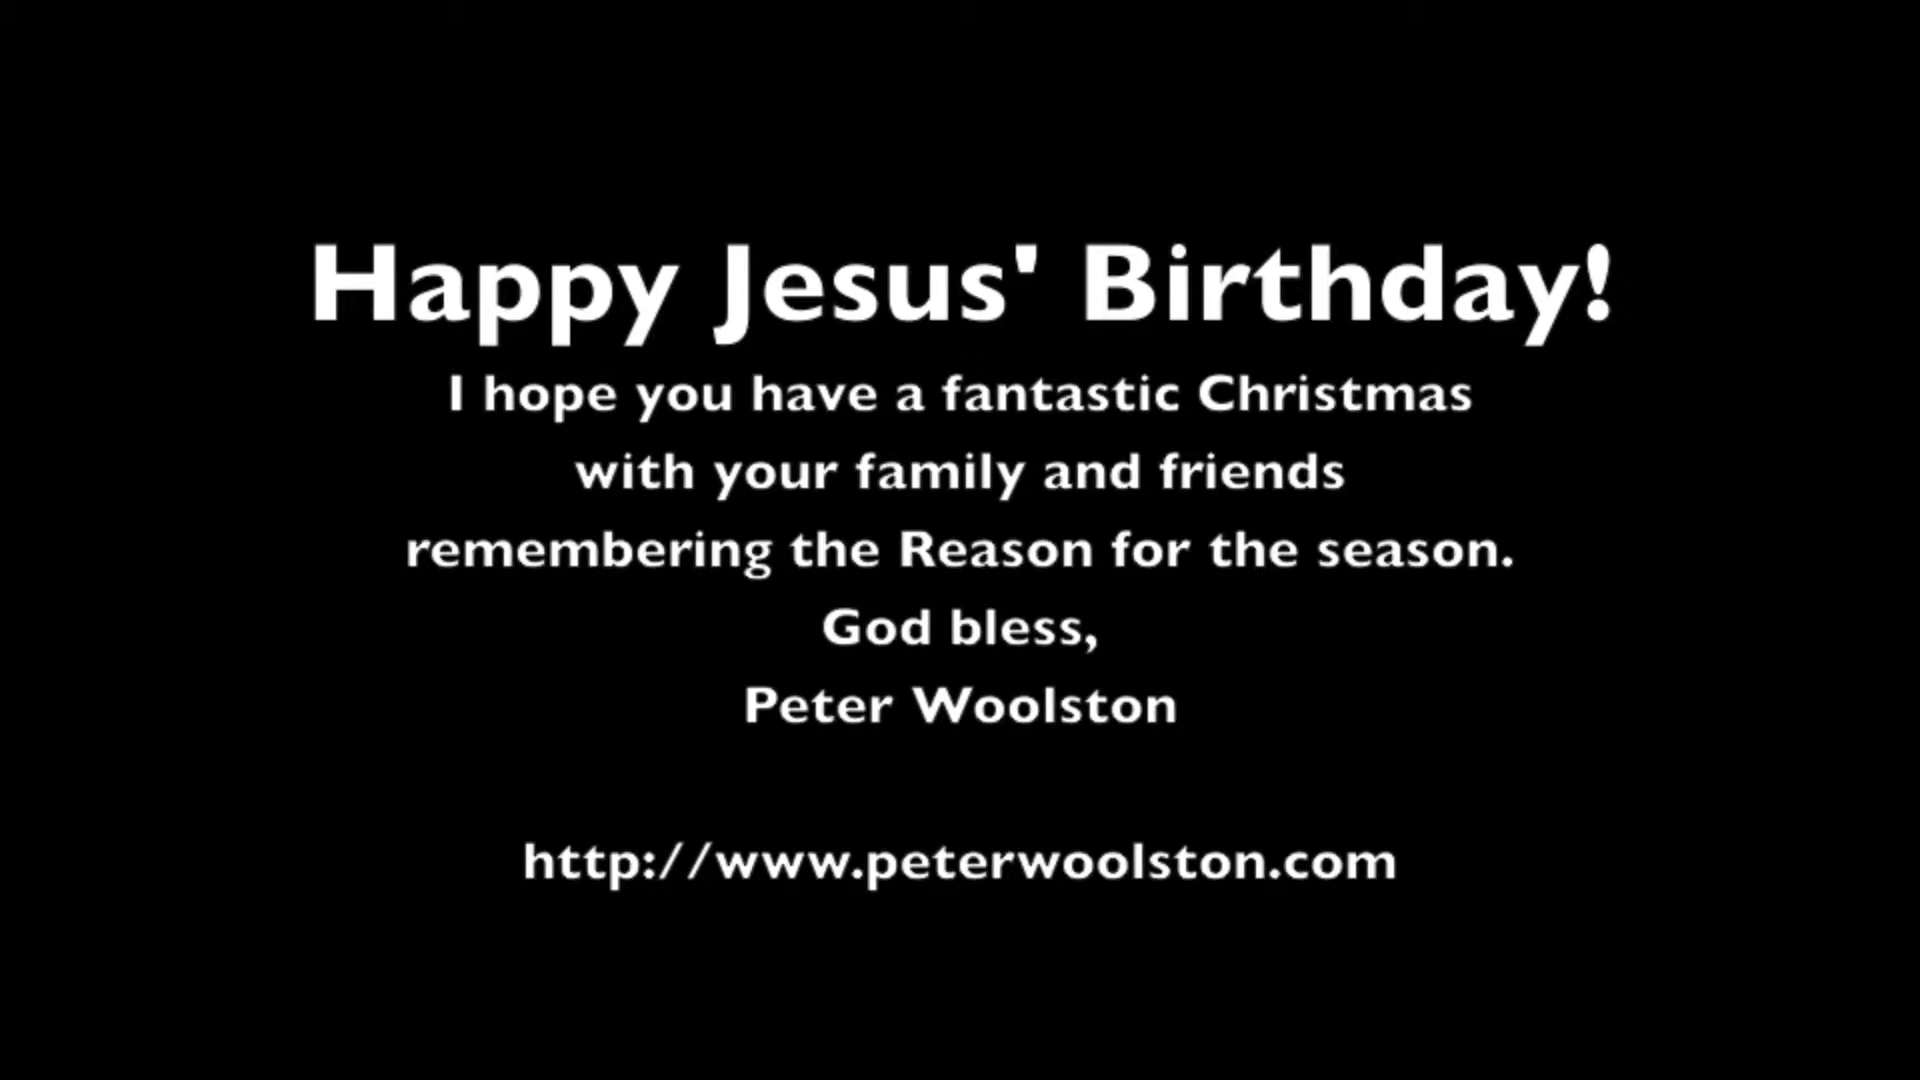 Happy Jesus' Birthday!
I hope you have a fantastic Christmas
with your family and friends
remembering the Reason for the season.
God bless,
Peter Woolston
http://www.peterwoolston.com